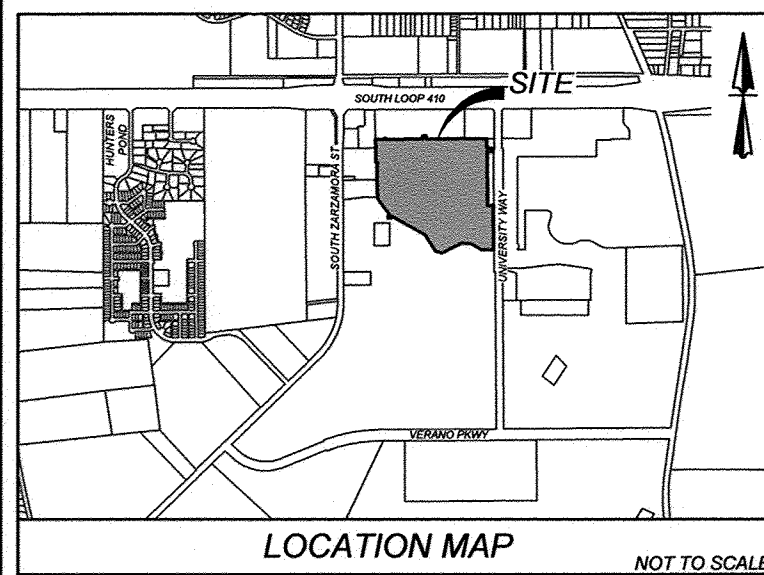 SITE
SOUTH LOOP 410
HUNTERS
POND
SOUTH ZARZAMORA ST
UNIVERSITY WAY
VERANO PKWY
LOCATION MAP
NOT TO SCALE